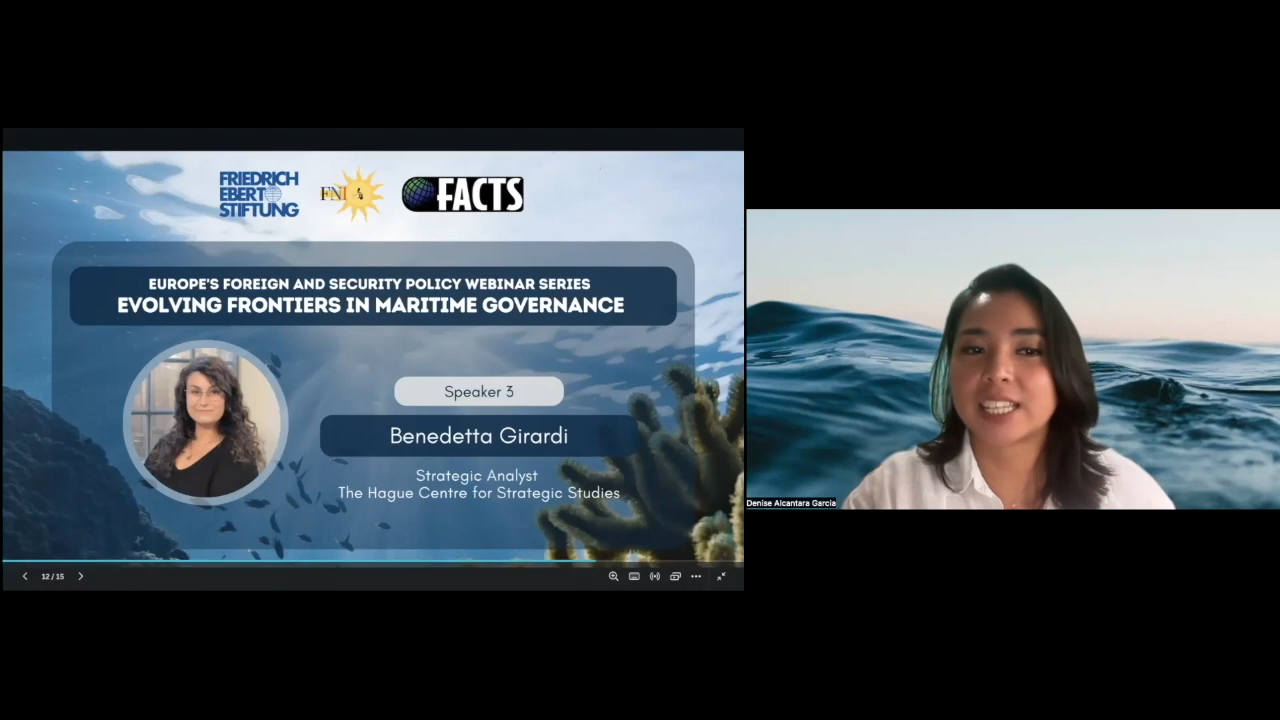 FRIEDRICH
EBERT
STIFTUNG
FNI
FACTS
EUROPE'S FOREIGN AND SECURITY POLICY WEBINAR SERIES
EVOLVING FRONTIERS IN MARITIME GOVERNANCE
Speaker 3
Benedetta Girardi
Strategic Analyst
The Hague Centre for Strategic Studies
12 / 15
Denise Alcantara Garcia